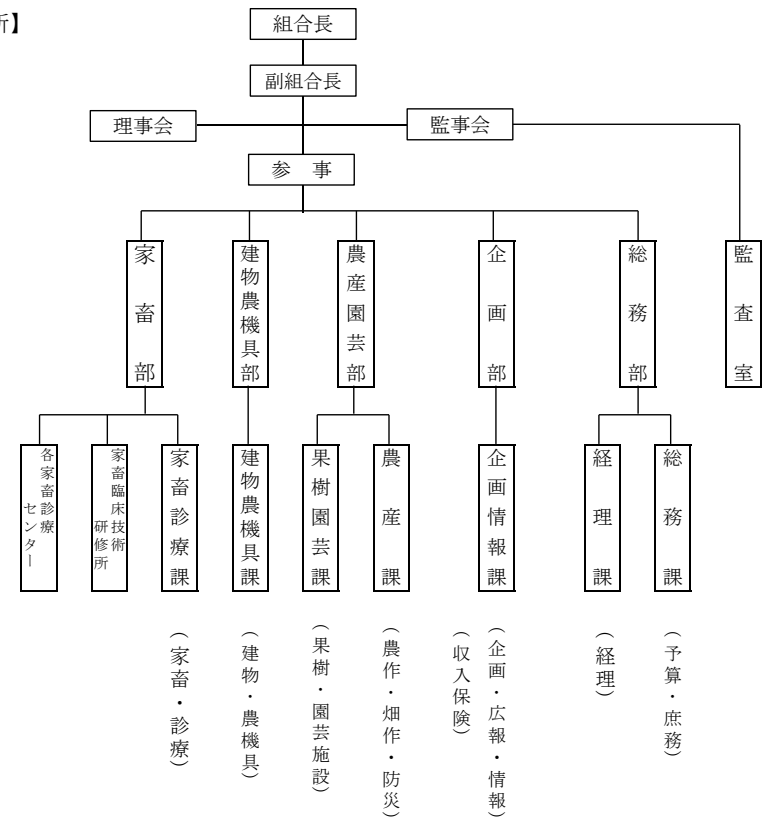 所】
組合長
副組合長
理事会
監事会
参 事
家畜部
建物農機具部
農産園芸部
企画部
総務部
監査室
各家畜診療
センター
家畜臨床技術
研修所
家畜診療課
建物農機具課
果樹園芸課
農産課
企画情報課
経理課
総務課
（家畜・診療）
（建物・農機具）
（果樹・園芸施設）
（農作・畑作・防災）
（企画・広報・情報）
（収入保険）
（経理）
（予算・庶務）